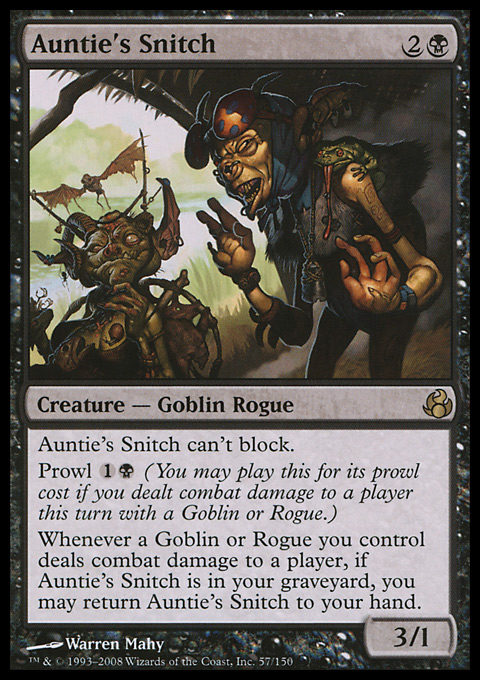 Auntie's Snitch 2
Creature — Goblin Rogue
Auntie's Snitch can't block.
Prowl 1 (You may play this for its prowl
cost if you dealt combat damage to a player
this turn with a Goblin or Rogue.)
Whenever a Goblin or Rogue you control
deals combat damage to a player, if
Auntie's Snitch is in your graveyard, you
may return Auntie's Snitch to your hand.
Warren Mahy
3/1
™ & © 1993–2008 Wizards of the Coast, Inc. 57/150